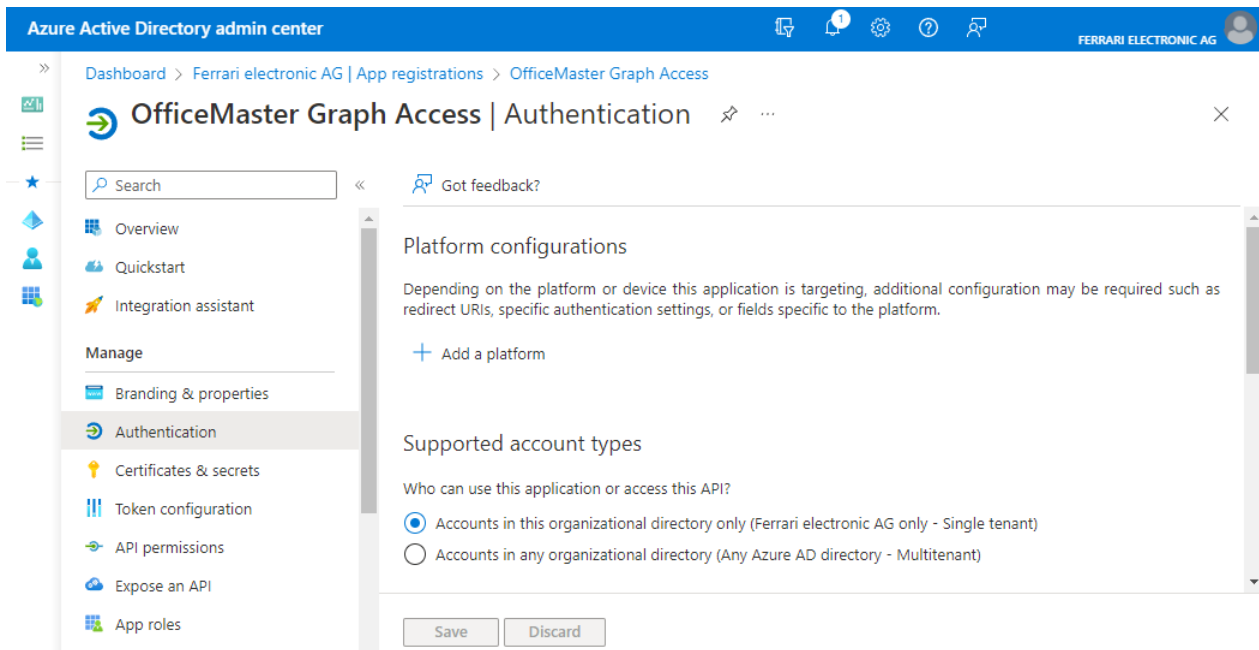 Azure Active Directory admin center
1
FERRARI ELECTRONIC AG
Dashboard > Ferrari electronic AG | App registrations > OfficeMaster Graph Access
OfficeMaster Graph Access | Authentication
Search
Overview
Quickstart
Integration assistant
Manage
Branding & properties
Authentication
Certificates & secrets
Token configuration
API permissions
Expose an API
App roles
Got feedback?
Platform configurations
Depending on the platform or device this application is targeting, additional configuration may be required such as
redirect URIs, specific authentication settings, or fields specific to the platform.
Add a platform
Supported account types
Who can use this application or access this API?
Accounts in this organizational directory only (Ferrari electronic AG only - Single tenant)
Accounts in any organizational directory (Any Azure AD directory - Multitenant)
Save
Discard